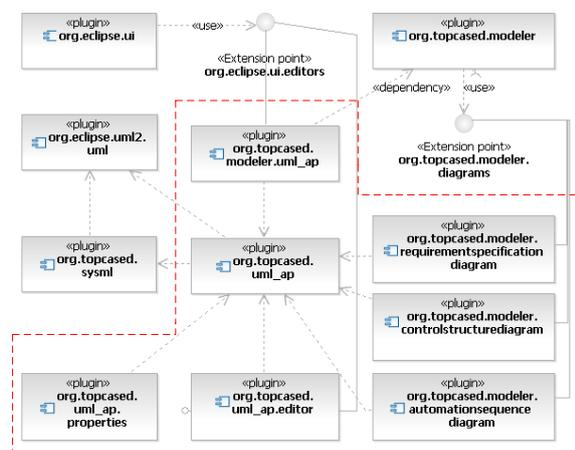 «plugin»
org.eclipse.ui
«use»
«Extension point»
org.eclipse.ui.editors
«plugin»
org.topcased.modeler
«dependency»
«use»
«Extension point»
org.topcased.modeler.
diagrams
«plugin»
org.eclipse.uml2.
uml
«plugin»
org.topcased.
modeler.uml_ap
«plugin»
org.topcased.
sysml
«plugin»
org.topcased.
uml_ap
«plugin»
org.topcased.modeler.
requirementspecification
diagram
«plugin»
org.topcased.modeler.
controlstructurediagram
«plugin»
org.topcased.
uml_ap.
properties
«plugin»
org.topcased.
uml_ap.editor
«plugin»
org.topcased.modeler.
automationsequence
diagram